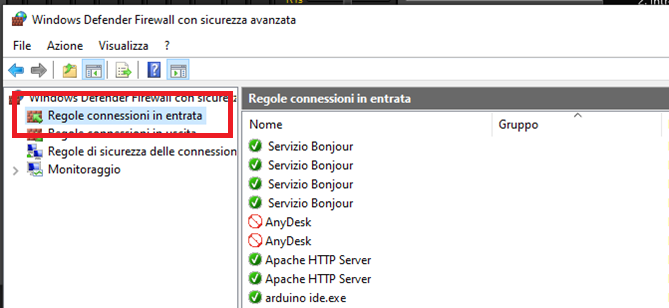 Windows Defender Firewall con sicurezza avanzata
File Azione Visualizza ?
Windows Defender Firewall con sicurezza
Regole connessioni in entrata
Regole connessioni in uscita
Regole di sicurezza delle connession
Monitoraggio
Regole connessioni in entrata
Nome Gruppo
Servizio Bonjour
Servizio Bonjour
Servizio Bonjour
Servizio Bonjour
AnyDesk
AnyDesk
Apache HTTP Server
Apache HTTP Server
arduino ide.exe